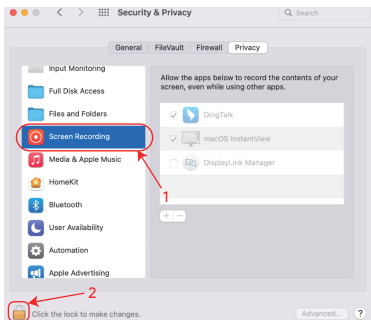 Security & Privacy
Search
General FileVault Firewall Privacy
Input Monitoring
Full Disk Access
Files and Folders
Screen Recording
Media & Apple Music
HomeKit
Bluetooth
User Availability
Automation
Apple Advertising
Allow the apps below to record the contents of your
screen, even while using other apps.
DingTalk
macOS InstantView
DisplayLink Manager
+ −
1
2
Click the lock to make changes.
Advanced... ?